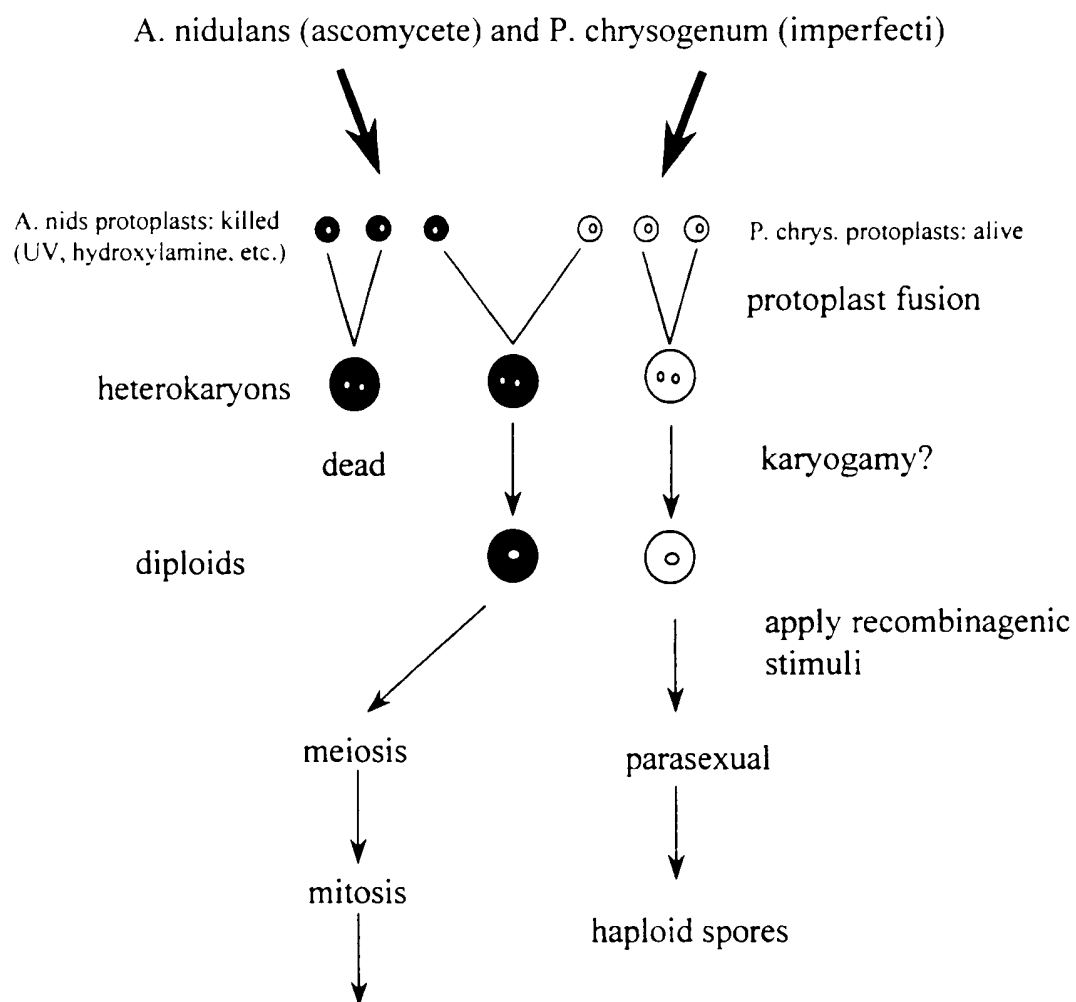 A. nidulans (ascomycete) and P. chrysogenum (imperfecti)
A. nids protoplasts: killed
(UV, hydroxylamine, etc.)
P. chrys. protoplasts: alive
protoplast fusion
heterokaryons
dead
karyogamy?
diploids
apply recombinagenic
stimuli
meiosis
parasexual
mitosis
haploid spores